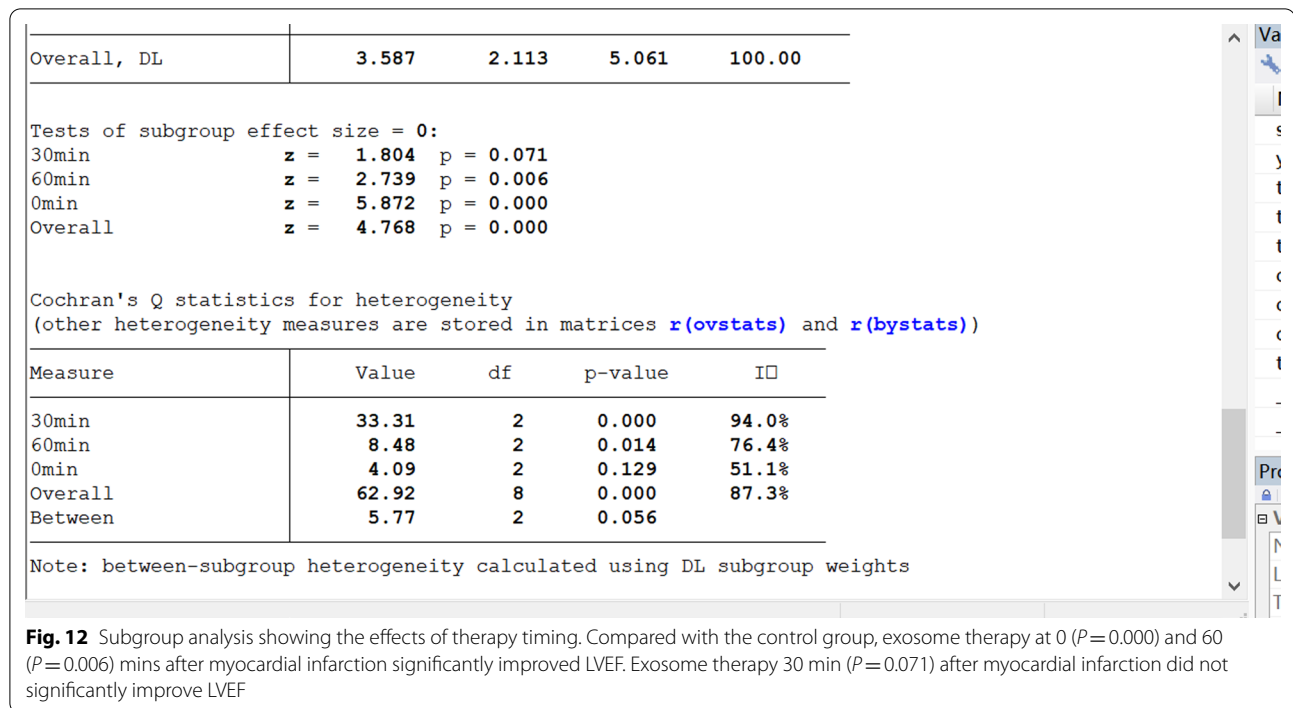 Overall, DL 3.587 2.113 5.061 100.00
Tests of subgroup effect size = 0:
30min z = 1.804 p = 0.071
60min z = 2.739 p = 0.006
0min z = 5.872 p = 0.000
Overall z = 4.768 p = 0.000
Cochran's Q statistics for heterogeneity
(other heterogeneity measures are stored in matrices r(ovstats) and r(bystats))
Measure Value df p-value I□
30min 33.31 2 0.000 94.0%
60min 8.48 2 0.014 76.4%
0min 4.09 2 0.129 51.1%
Overall 62.92 8 0.000 87.3%
Between 5.77 2 0.056
Note: between-subgroup heterogeneity calculated using DL subgroup weights
Va
Pro
Fig. 12 Subgroup analysis showing the effects of therapy timing. Compared with the control group, exosome therapy at 0 (P=0.000) and 60
(P=0.006) mins after myocardial infarction significantly improved LVEF. Exosome therapy 30 min (P=0.071) after myocardial infarction did not
significantly improve LVEF